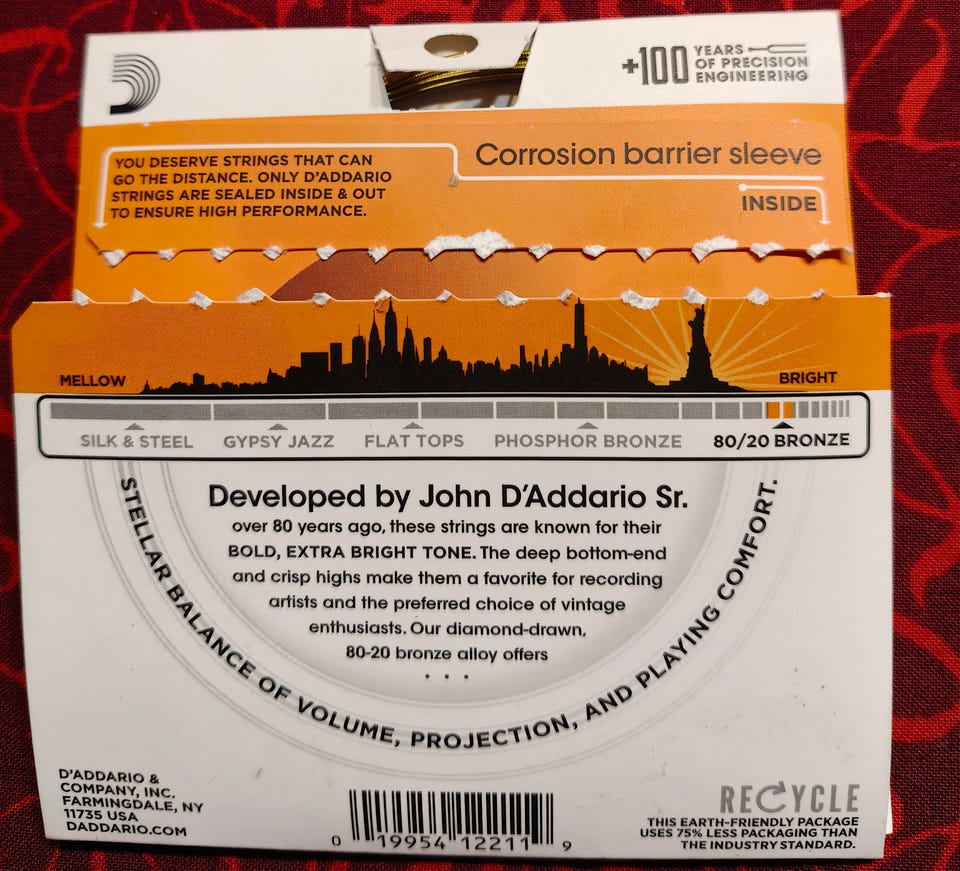 +100 YEARS
OF PRECISION
ENGINEERING
YOU DESERVE STRINGS THAT CAN
GO THE DISTANCE. ONLY D'ADDARIO
STRINGS ARE SEALED INSIDE & OUT
TO ENSURE HIGH PERFORMANCE.
Corrosion barrier sleeve
INSIDE
MELLOW
BRIGHT
SILK & STEEL GYPSY JAZZ FLAT TOPS PHOSPHOR BRONZE 80/20 BRONZE
Developed by John D'Addario Sr.
over 80 years ago, these strings are known for their
BOLD, EXTRA BRIGHT TONE. The deep bottom-end
and crisp highs make them a favorite for recording
artists and the preferred choice of vintage
enthusiasts. Our diamond-drawn,
80-20 bronze alloy offers
...
STELLAR BALANCE OF VOLUME, PROJECTION, AND PLAYING COMFORT.
D'ADDARIO &
COMPANY, INC.
FARMINGDALE, NY
11735 USA
DADDARIO.COM
0 19954 12211 9
RECYCLE
THIS EARTH-FRIENDLY PACKAGE
USES 75% LESS PACKAGING THAN
THE INDUSTRY STANDARD.